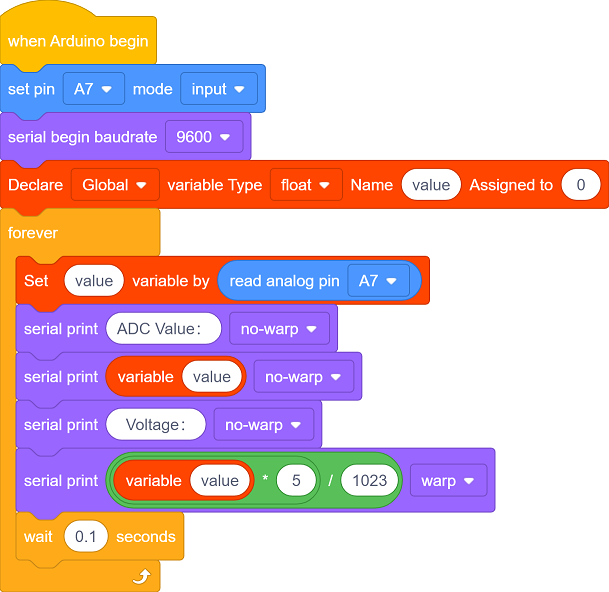 when Arduino begin
set pin A7 mode input
serial begin baudrate 9600
Declare Global variable Type float Name value Assigned to 0
forever
Set value variable by read analog pin A7
serial print ADC Value： no-warp
serial print variable value no-warp
serial print Voltage： no-warp
serial print variable value * 5 / 1023 warp
wait 0.1 seconds